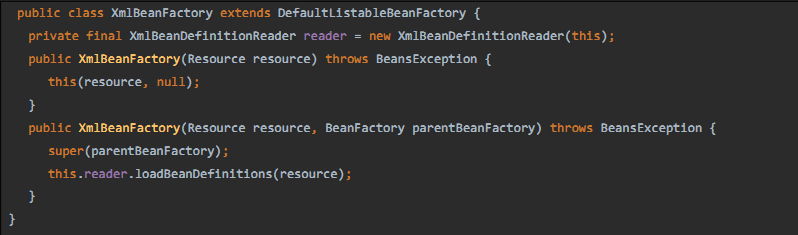 public class XmlBeanFactory extends DefaultListableBeanFactory {
private final XmlBeanDefinitionReader reader = new XmlBeanDefinitionReader(this);
public XmlBeanFactory(Resource resource) throws BeansException {
this(resource, null);
}
public XmlBeanFactory(Resource resource, BeanFactory parentBeanFactory) throws BeansException {
super(parentBeanFactory);
this.reader.loadBeanDefinitions(resource);
}
}